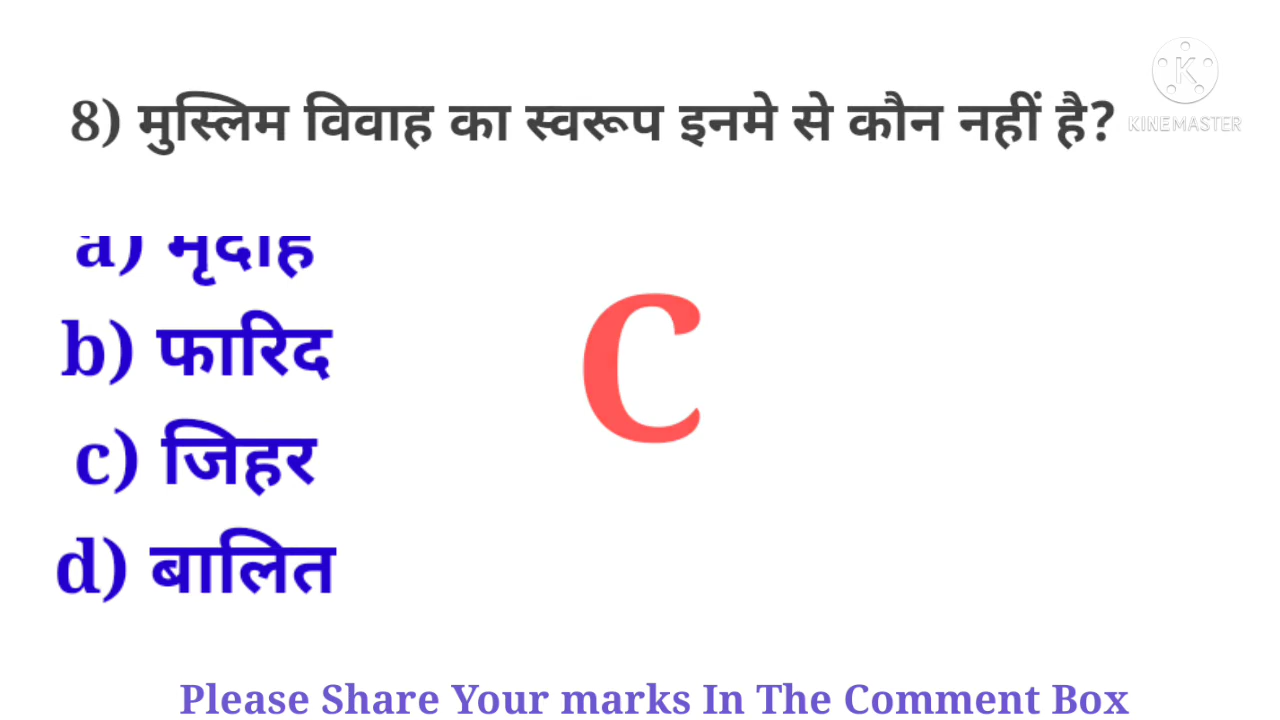 8) मुस्लिम विवाह का स्वरूप इनमे से कौन नहीं है?
KINEMASTER
a) मृदाह
b) फारिद
C
c) जिहर
d) बालित
Please Share Your marks In The Comment Box